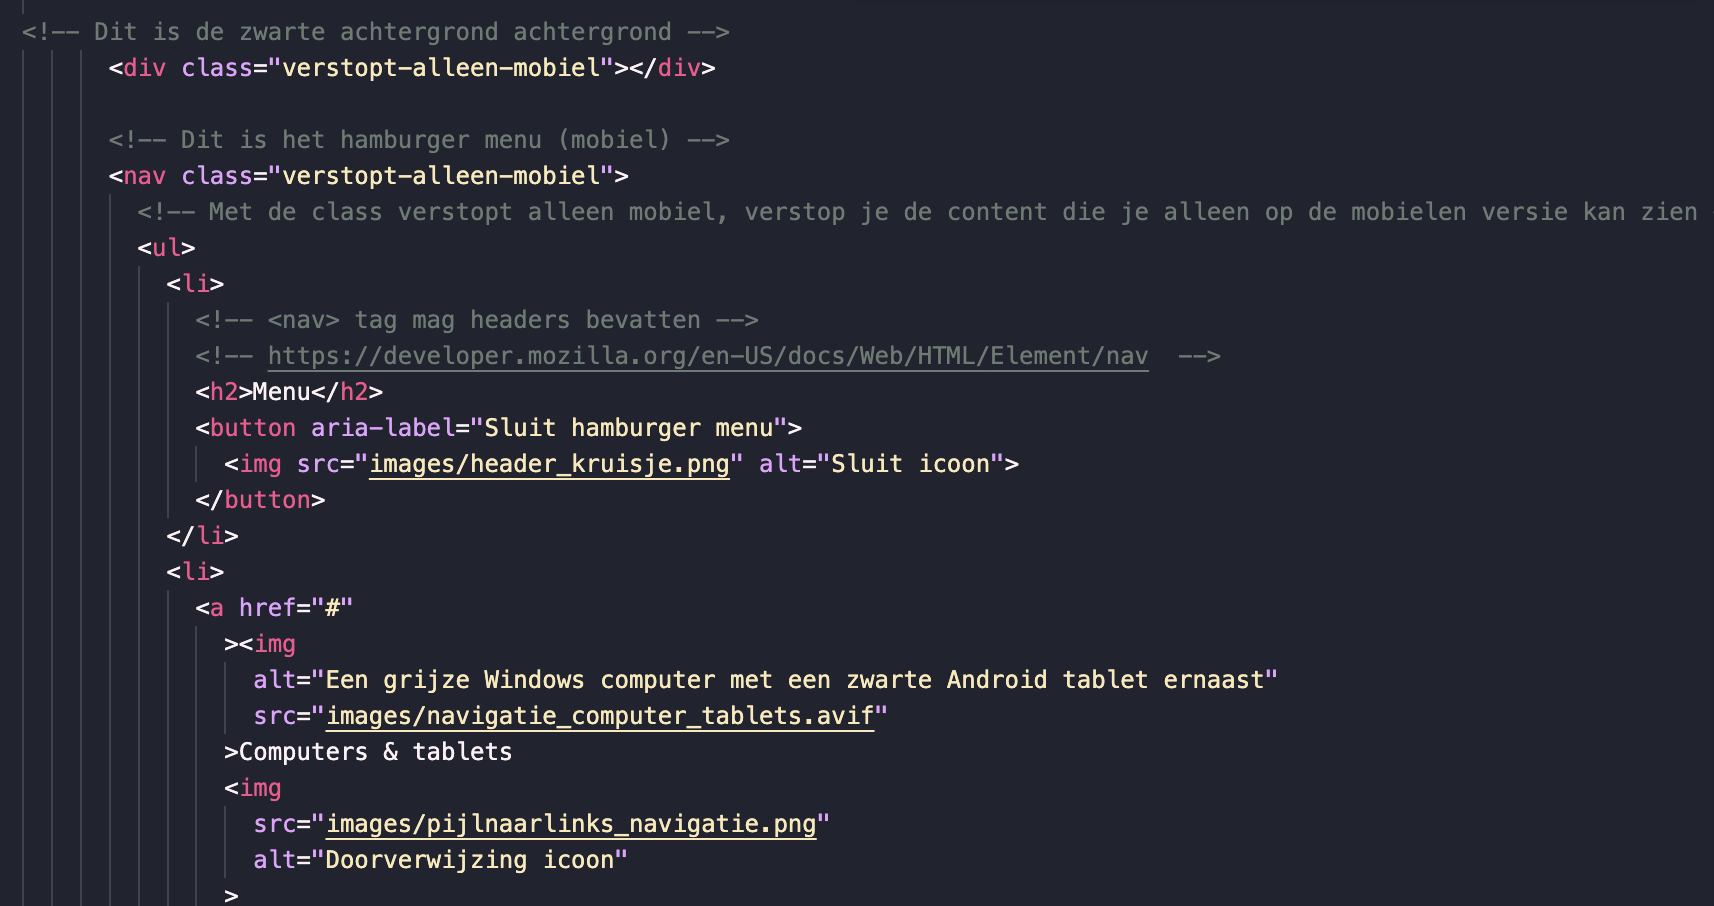 <!-- Dit is de zwarte achtergrond achtergrond -->
<div class="verstopt-alleen-mobiel"></div>
<!-- Dit is het hamburger menu (mobiel) -->
<nav class="verstopt-alleen-mobiel">
<!-- Met de class verstopt alleen mobiel, verstop je de content die je alleen op de mobielen versie kan zien
<ul>
<li>
<!-- <nav> tag mag headers bevatten -->
<!-- https://developer.mozilla.org/en-US/docs/Web/HTML/Element/nav  -->
<h2>Menu</h2>
<button aria-label="Sluit hamburger menu">
<img src="images/header_kruisje.png" alt="Sluit icoon">
</button>
</li>
<li>
<a href="#"
><img
alt="Een grijze Windows computer met een zwarte Android tablet ernaast"
src="images/navigatie_computer_tablets.avif"
>Computers & tablets
<img
src="images/pijlnaarlinks_navigatie.png"
alt="Doorverwijzing icoon"
>